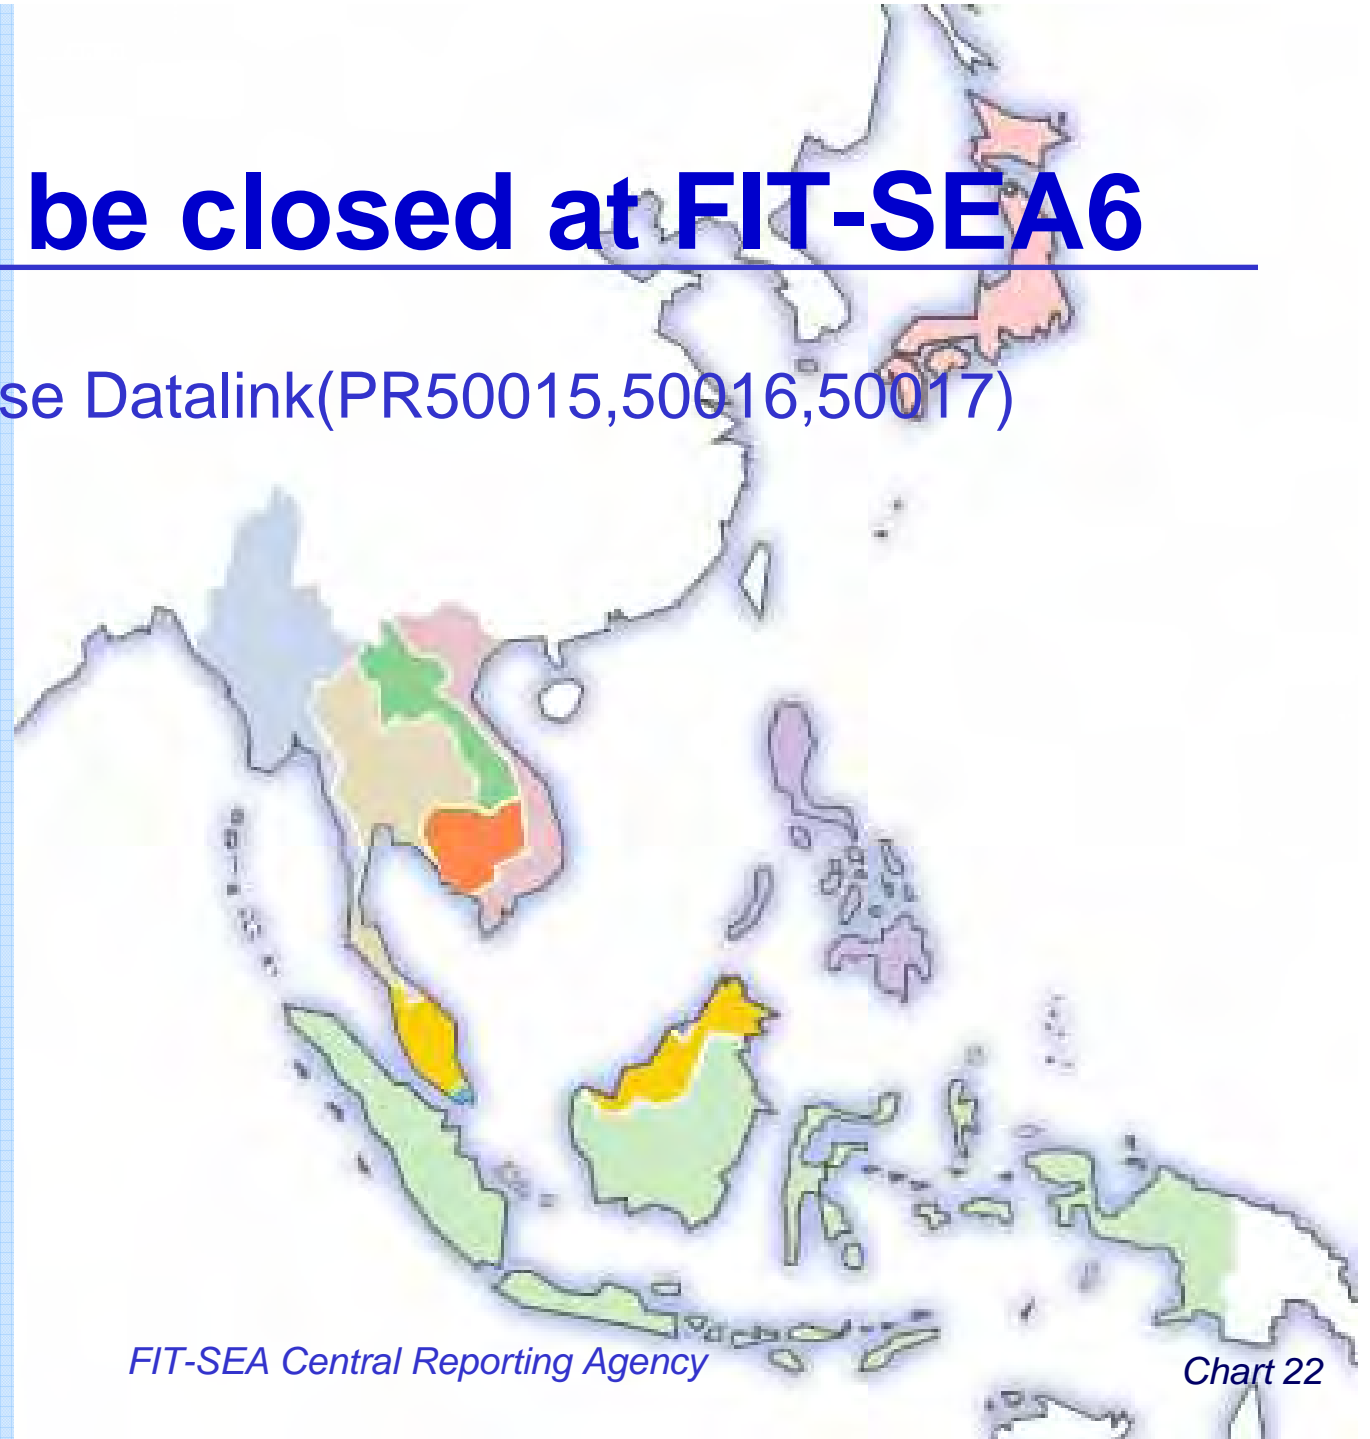 be closed at FIT-SEA6
se Datalink(PR50015,50016,50017)
FIT-SEA Central Reporting Agency
Chart 22